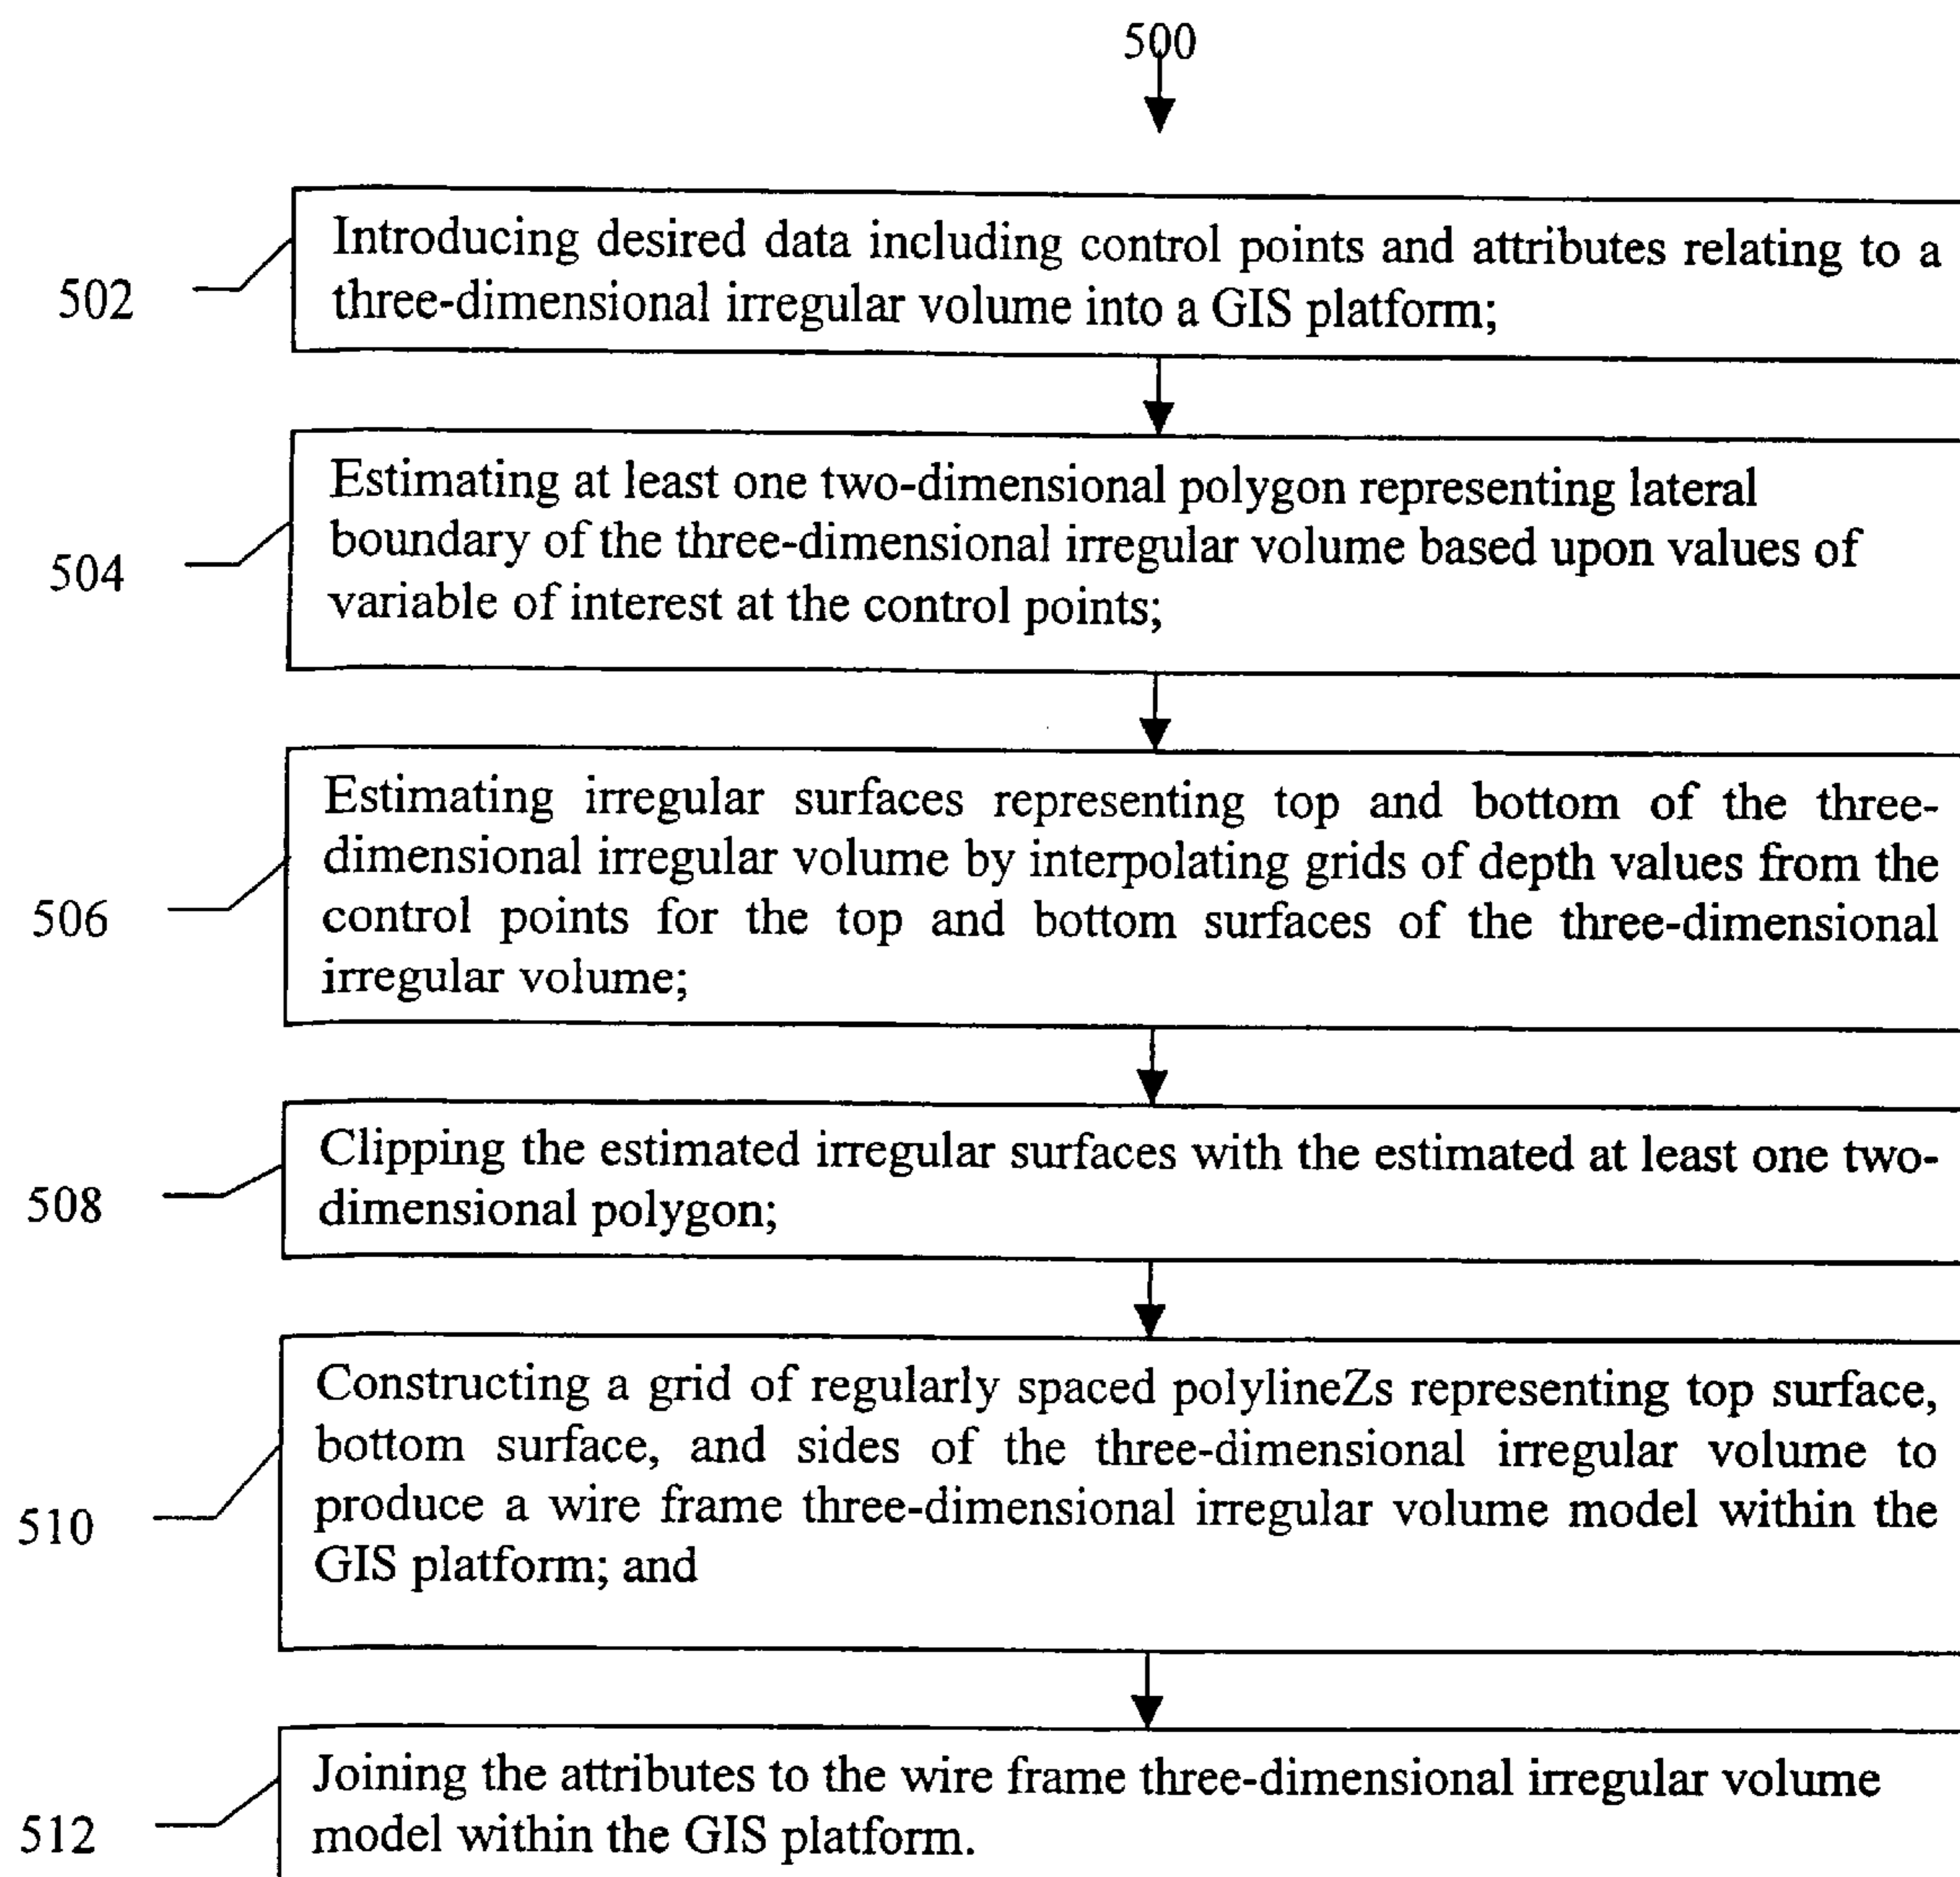 500
502
Introducing desired data including control points and attributes relating to a
three-dimensional irregular volume into a GIS platform;
504
Estimating at least one two-dimensional polygon representing lateral
boundary of the three-dimensional irregular volume based upon values of
variable of interest at the control points;
506
Estimating irregular surfaces representing top and bottom of the three-
dimensional irregular volume by interpolating grids of depth values from the
control points for the top and bottom surfaces of the three-dimensional
irregular volume;
508
Clipping the estimated irregular surfaces with the estimated at least one two-
dimensional polygon;
510
Constructing a grid of regularly spaced polylineZs representing top surface,
bottom surface, and sides of the three-dimensional irregular volume to
produce a wire frame three-dimensional irregular volume model within the
GIS platform; and
512
Joining the attributes to the wire frame three-dimensional irregular volume
model within the GIS platform.